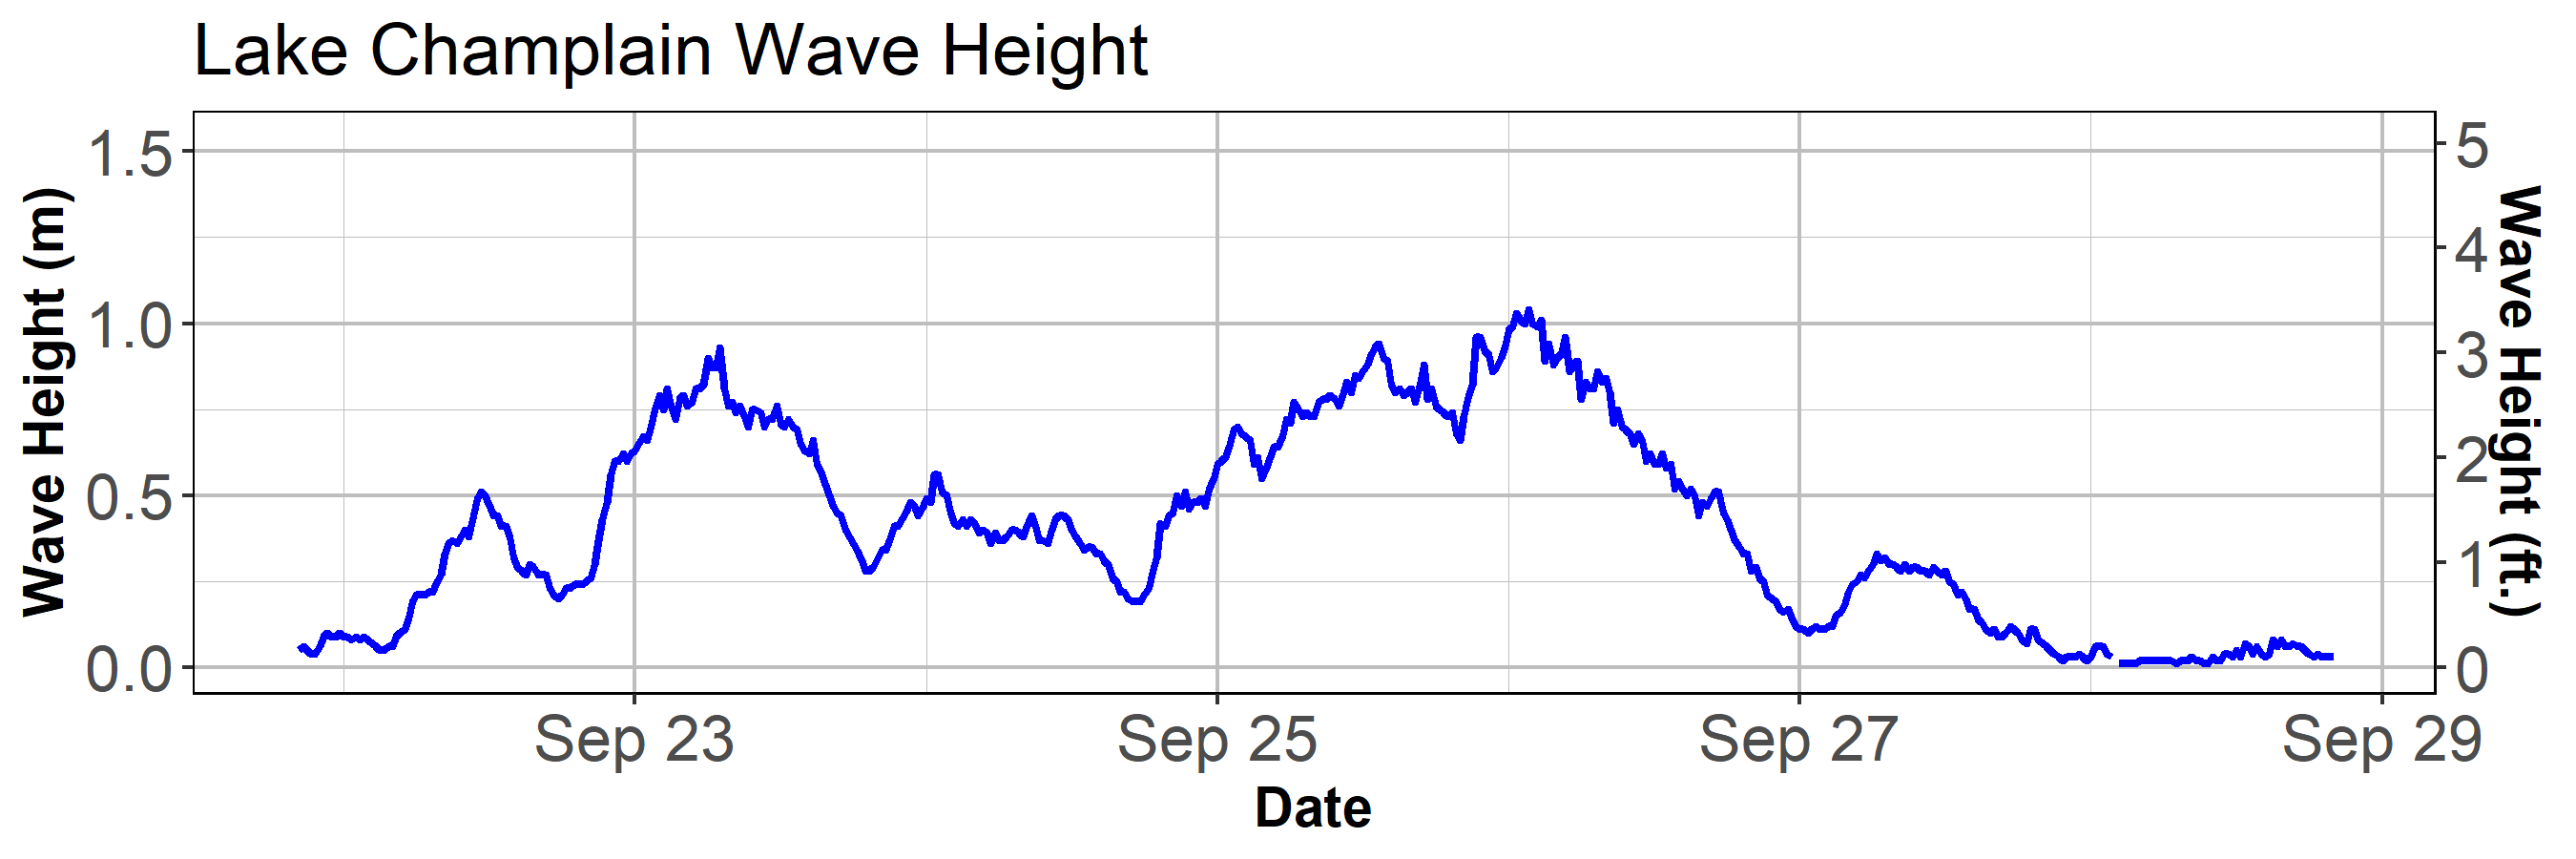 Lake Champlain Wave Height
Wave Height (m)
1.5
1.0
0.5
0.0
5
4
3
2
1
0
Wave Height (ft.)
Sep 23
Sep 25
Sep 27
Sep 29
Date